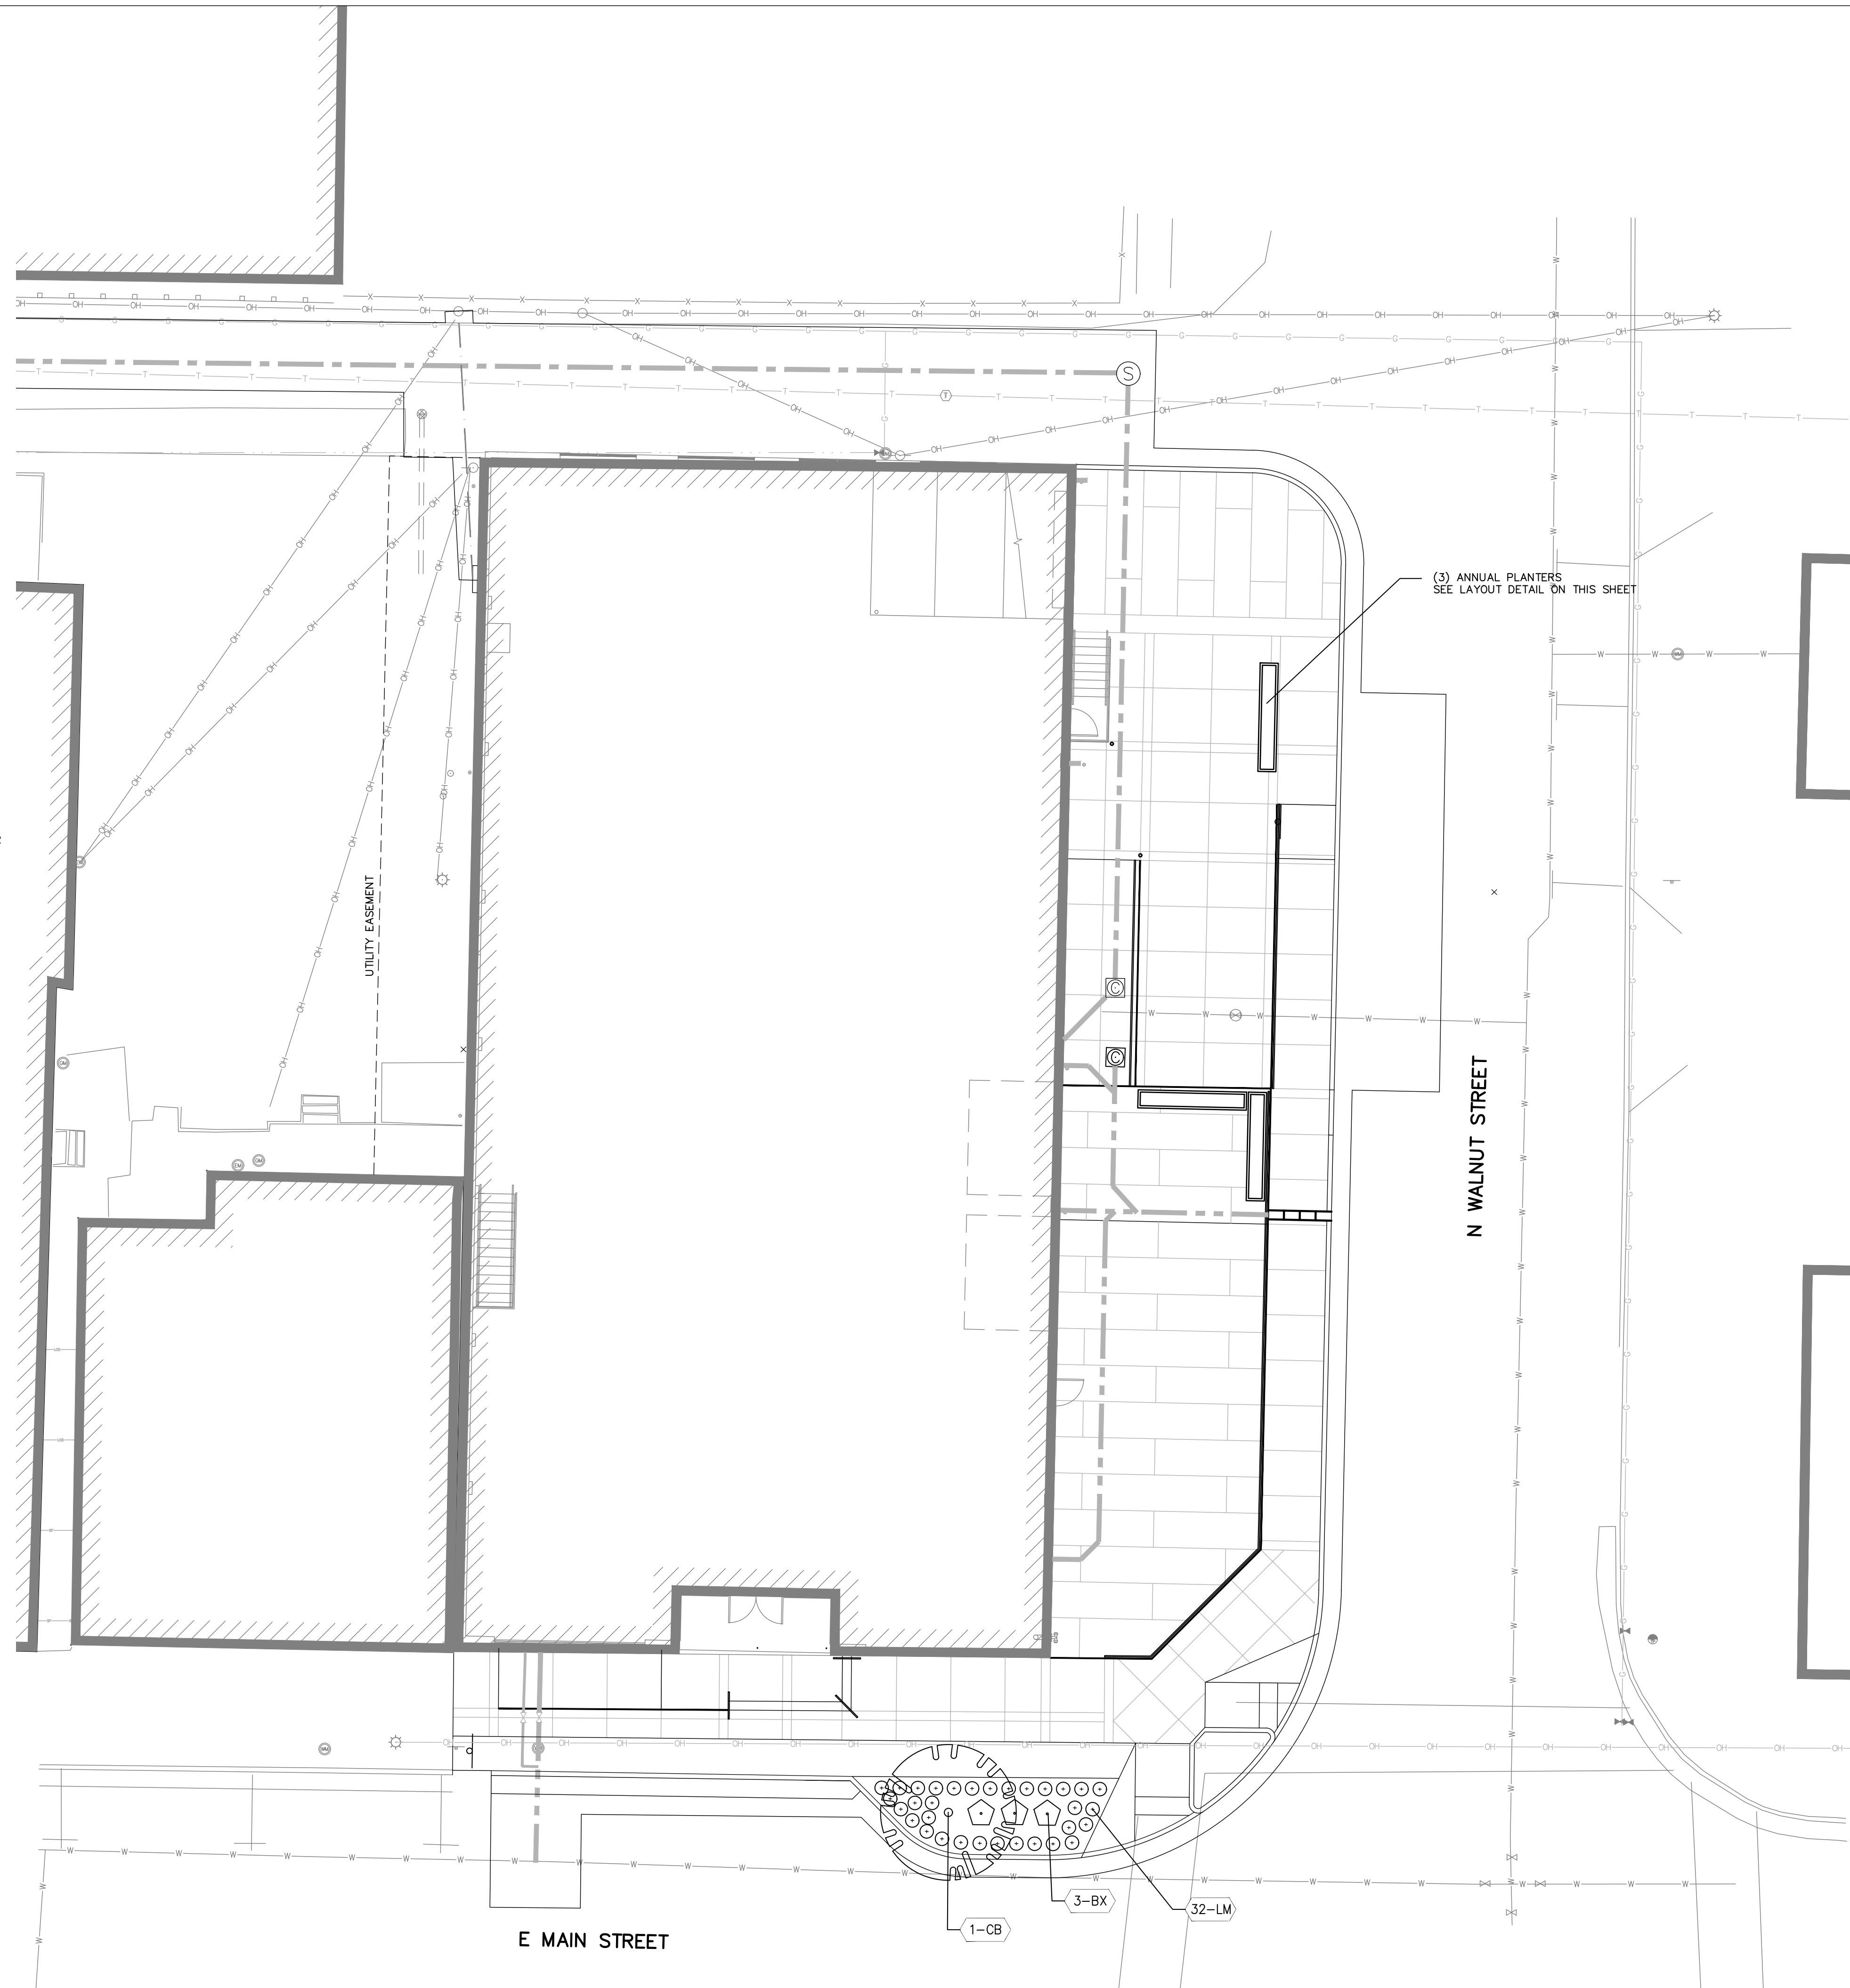 (3) ANNUAL PLANTERS
SEE LAYOUT DETAIL ON THIS SHEET
UTILITY EASEMENT
N WALNUT STREET
E MAIN STREET
1-CB
3-BX
32-LM
S
T
C
C